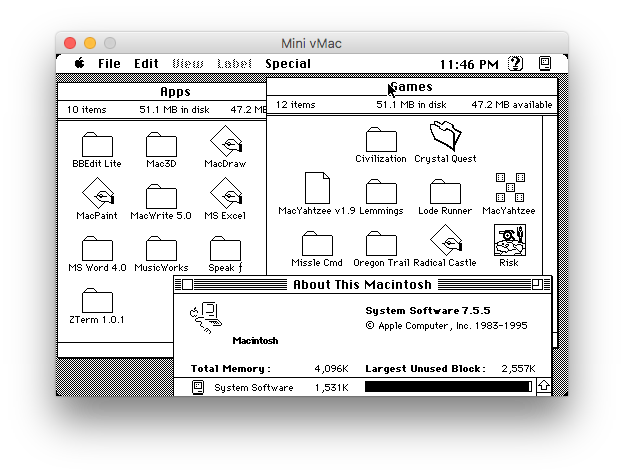 Mini vMac
File Edit View Label Special 11:46 PM
Apps
10 items 51.1 MB in disk 47.2 MB
BBEdit Lite Mac3D MacDraw
MacPaint MacWrite 5.0 MS Excel
MS Word 4.0 MusicWorks Speak ƒ
ZTerm 1.0.1
Games
12 items 51.1 MB in disk 47.2 MB available
Civilization Crystal Quest
MacYahtzee v1.9 Lemmings Lode Runner MacYahtzee
Missle Cmd Oregon Trail Radical Castle Risk
About This Macintosh
System Software 7.5.5
© Apple Computer, Inc. 1983-1995
Macintosh
Total Memory : 4,096K Largest Unused Block : 2,557K
System Software 1,531K